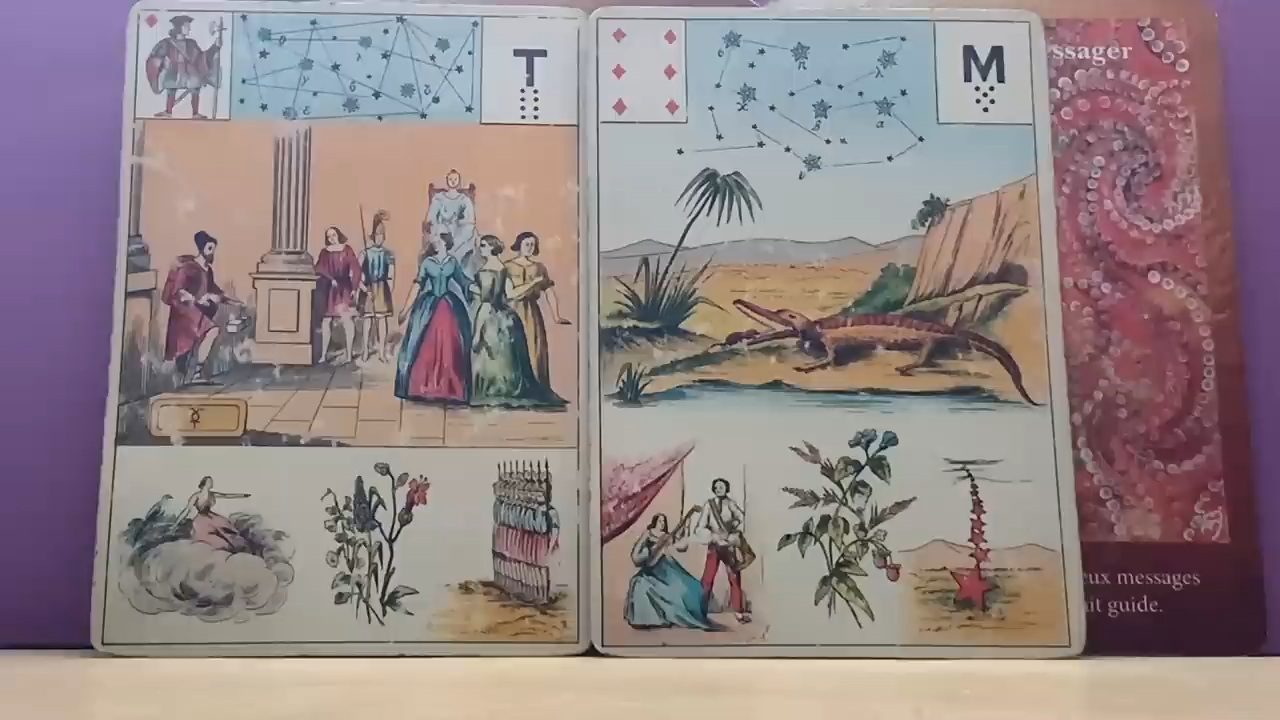 T
M
ssager
eux messages
it guide.